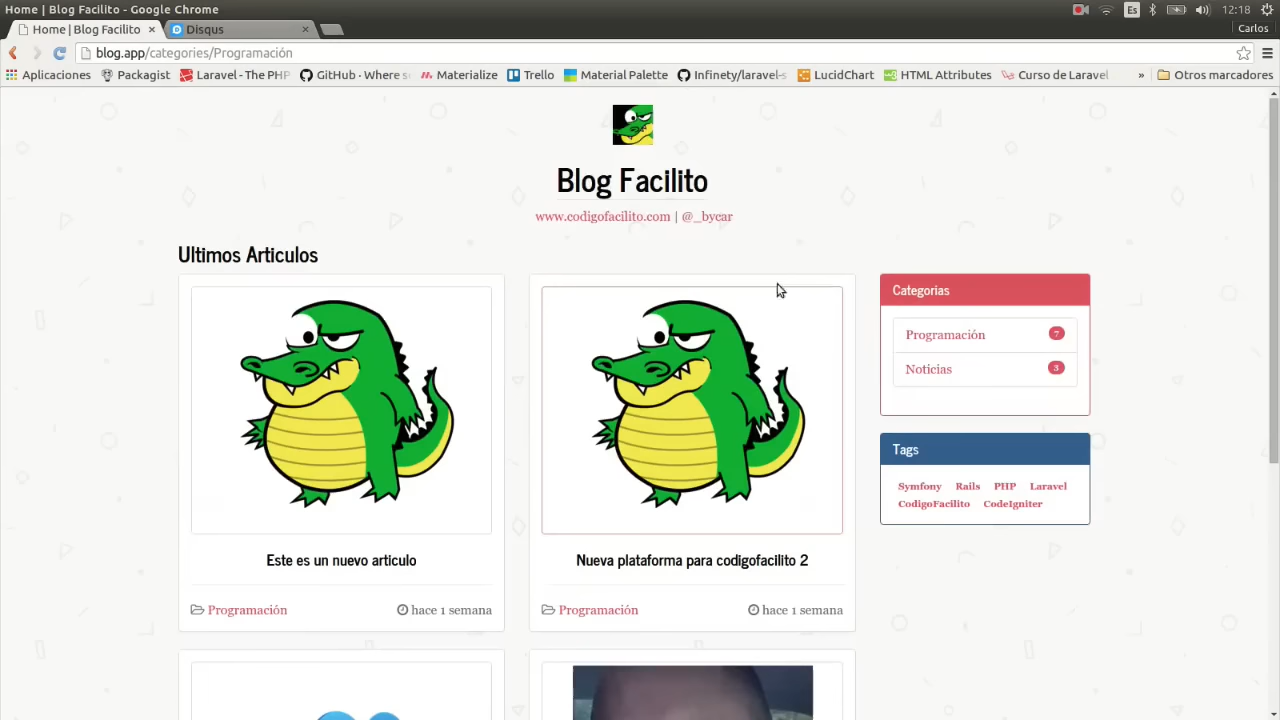 Home | Blog Facilito - Google Chrome
Es
12:18
Home | Blog Facilito ×
Disqus ×
Carlos
blog.app/categories/Programación
Aplicaciones
Packagist
Laravel - The PHP
GitHub · Where s
Materialize
Trello
Material Palette
Infinety/laravel-s
LucidChart
HTML Attributes
Curso de Laravel
»
Otros marcadores
Blog Facilito
www.codigofacilito.com | @_bycar
Ultimos Articulos
Este es un nuevo articulo
Programación
hace 1 semana
Nueva plataforma para codigofacilito 2
Programación
hace 1 semana
Categorias
Programación 7
Noticias 3
Tags
Symfony Rails PHP Laravel
CodigoFacilito CodeIgniter